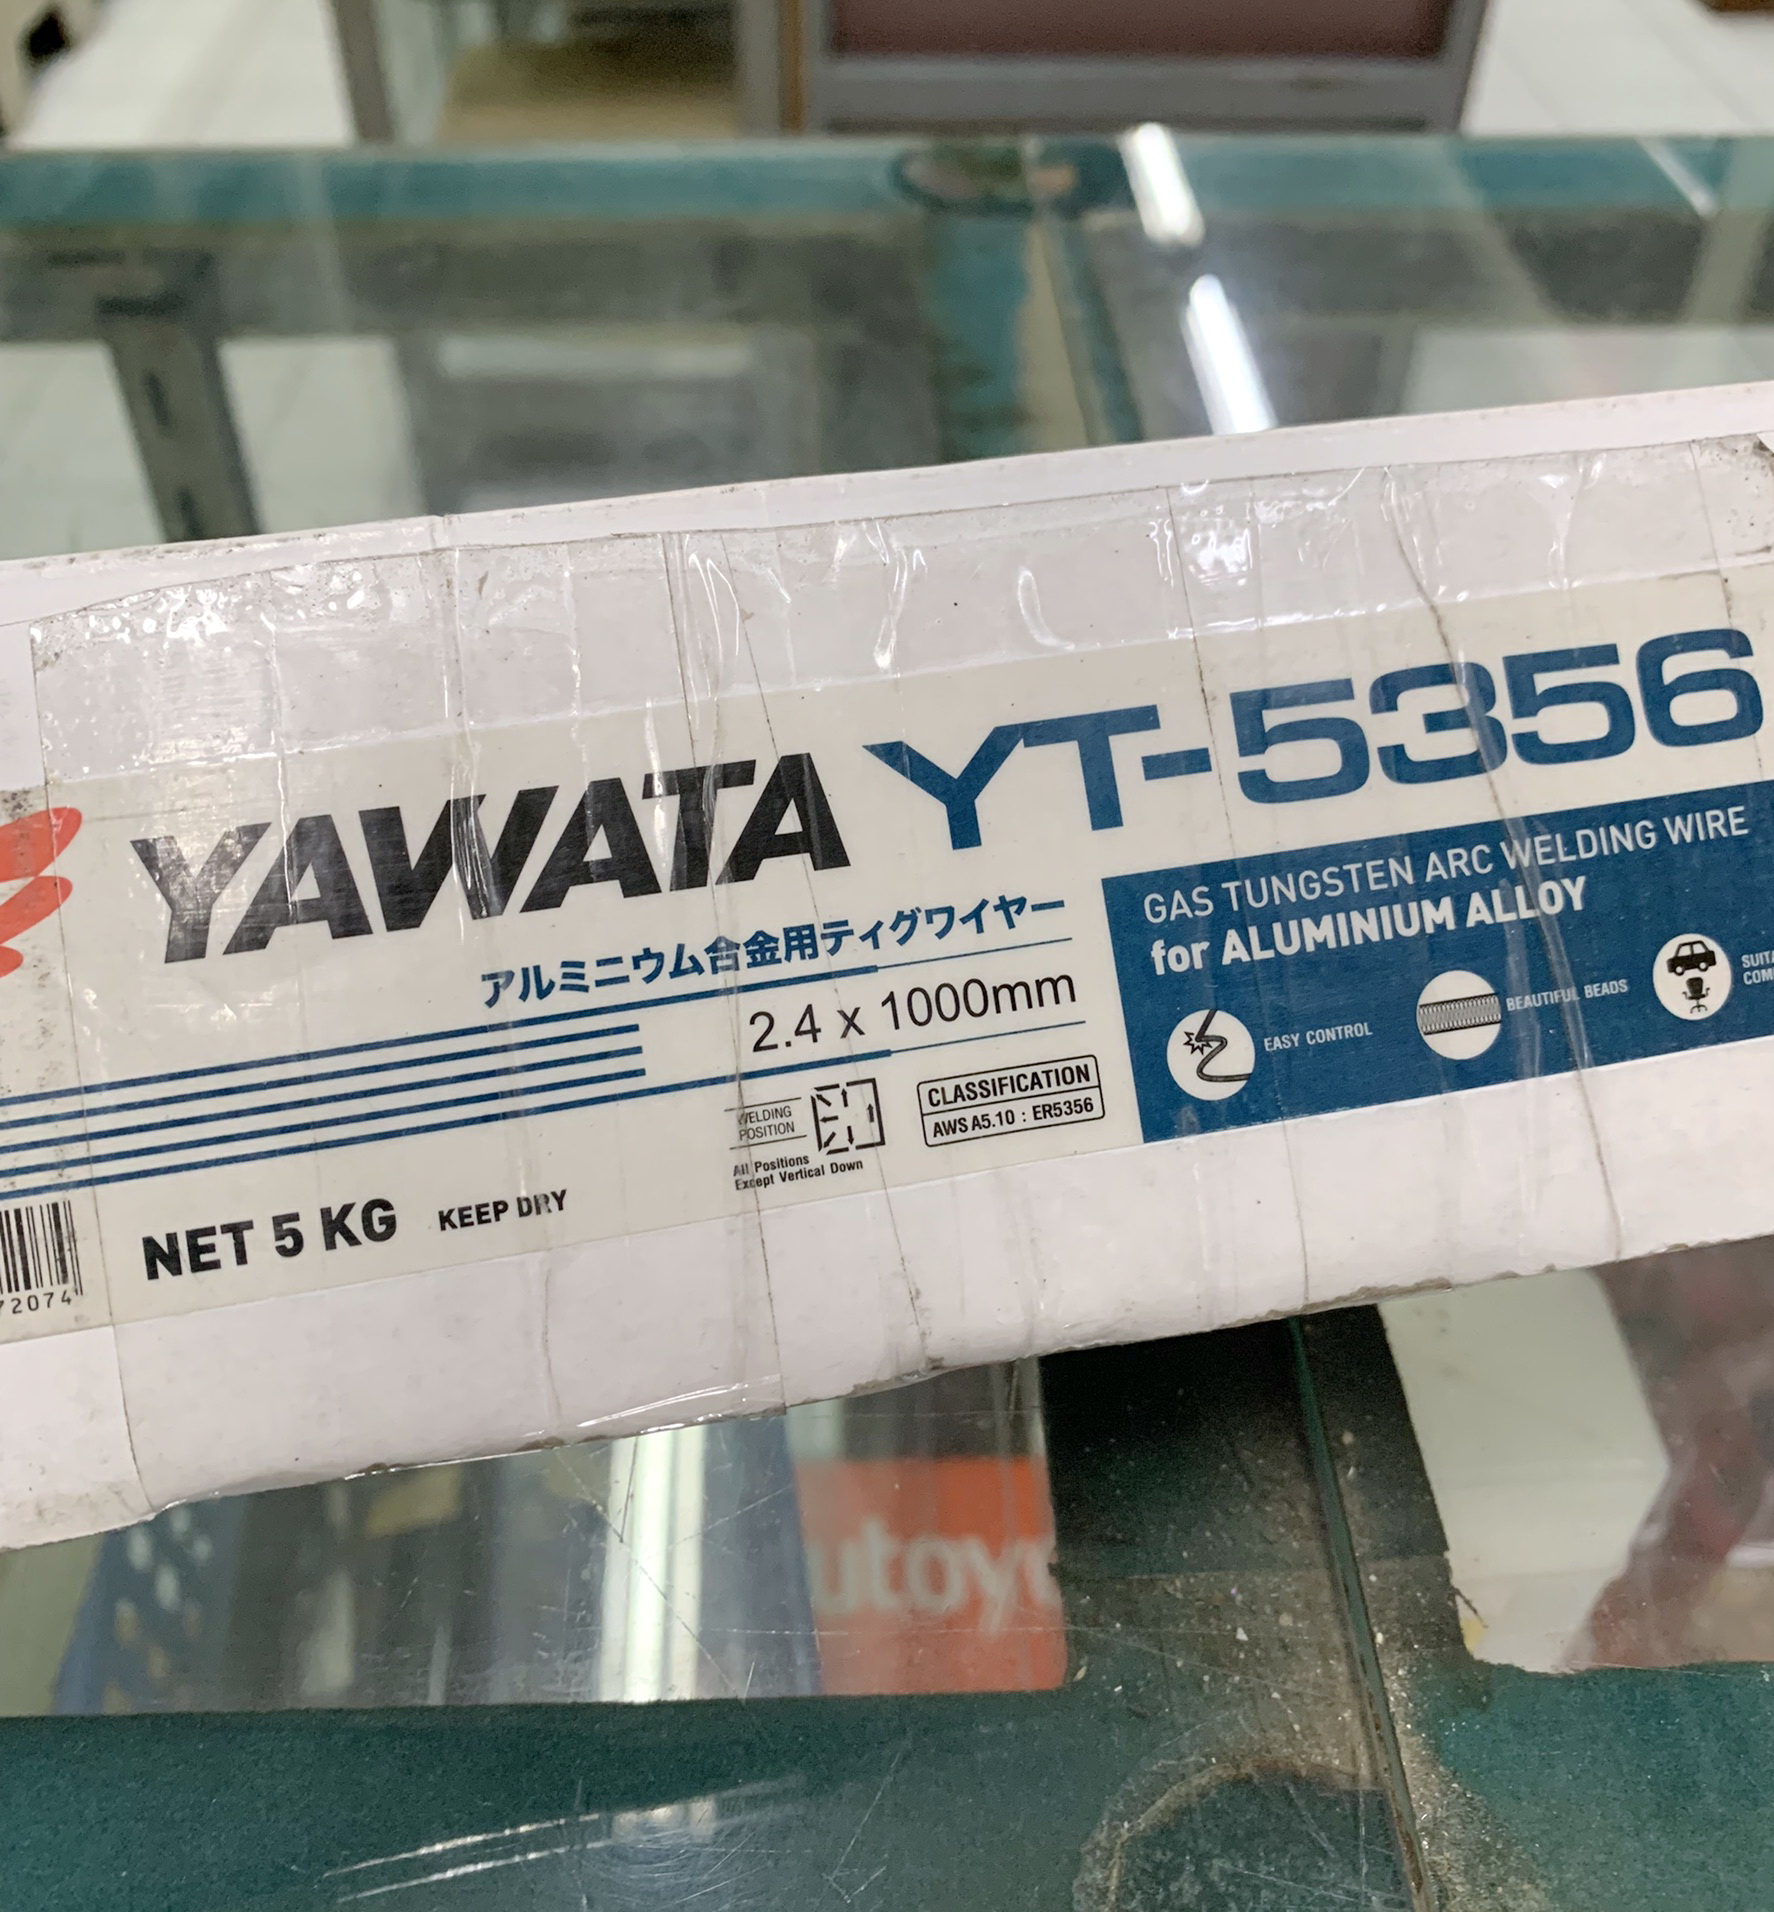 YAWATA YT-5356
アルミニウム合金用ティグワイヤー
2.4 x 1000mm
GAS TUNGSTEN ARC WELDING WIRE
for ALUMINIUM ALLOY
EASY CONTROL
BEAUTIFUL BEADS
WELDING
POSITION
All Positions
Except Vertical Down
CLASSIFICATION
AWS A5.10 : ER5356
NET 5 KG KEEP DRY
72074
utoy